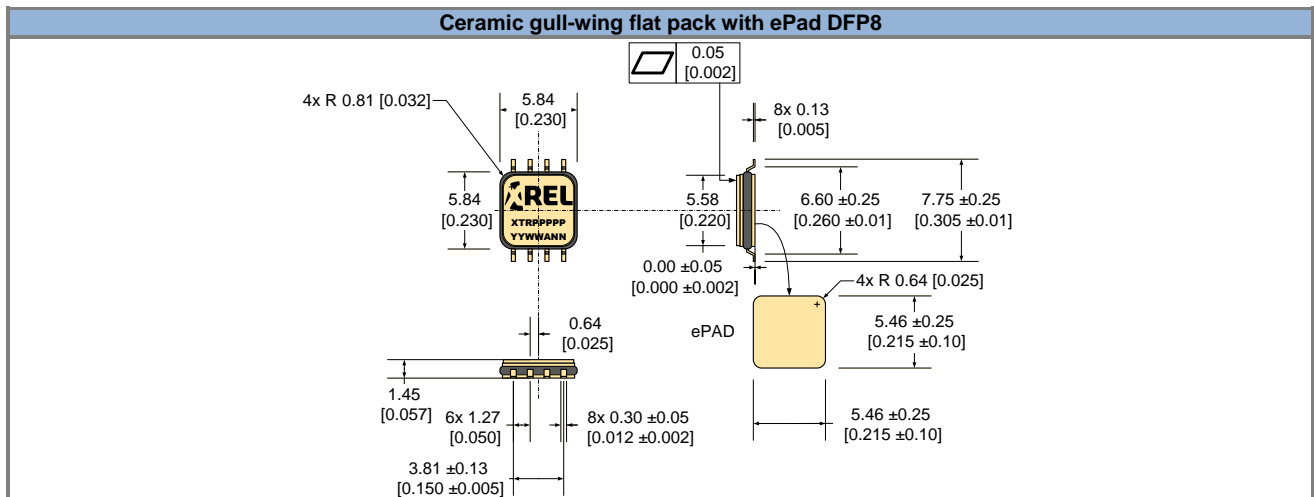 Ceramic gull-wing flat pack with ePad DFP8
0.05
[0.002]
4x R 0.81 [0.032]
5.84
[0.230]
8x 0.13
[0.005]
5.84
[0.230]
XREL
XTRPPPPP
YYWWANN
5.58
[0.220]
6.60 ±0.25
[0.260 ±0.01]
7.75 ±0.25
[0.305 ±0.01]
0.00 ±0.05
[0.000 ±0.002]
4x R 0.64 [0.025]
+
ePAD
5.46 ±0.25
[0.215 ±0.10]
0.64
[0.025]
1.45
[0.057]
6x 1.27
[0.050]
8x 0.30 ±0.05
[0.012 ±0.002]
5.46 ±0.25
[0.215 ±0.10]
3.81 ±0.13
[0.150 ±0.005]